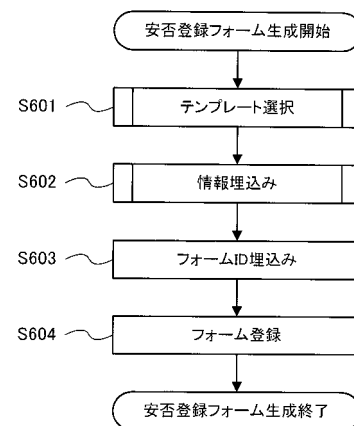 安否登録フォーム生成開始
S601
テンプレート選択
S602
情報埋込み
S603
フォームID埋込み
S604
フォーム登録
安否登録フォーム生成終了